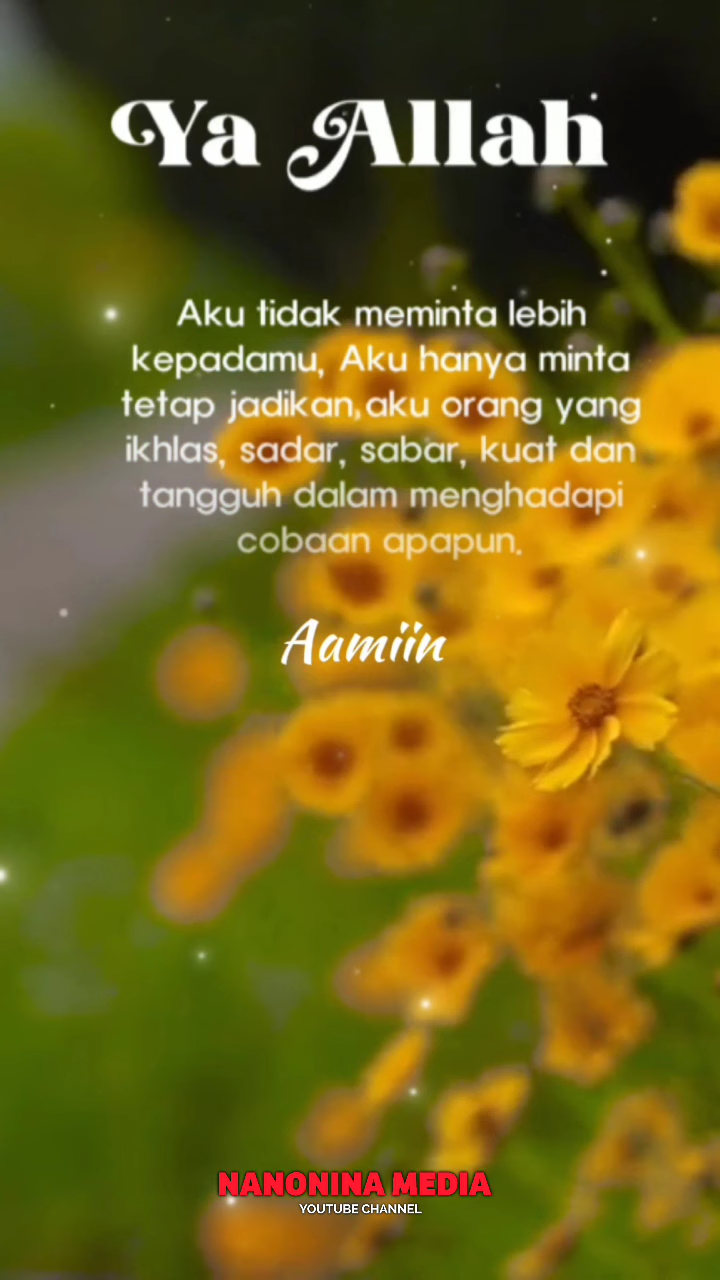 Ya Allah
Aku tidak meminta lebih
kepadamu, Aku hanya minta
tetap jadikan,aku orang yang
ikhlas, sadar, sabar, kuat dan
tangguh dalam menghadapi
cobaan apapun.
Aamiin
NANONINA MEDIA
YOUTUBE CHANNEL